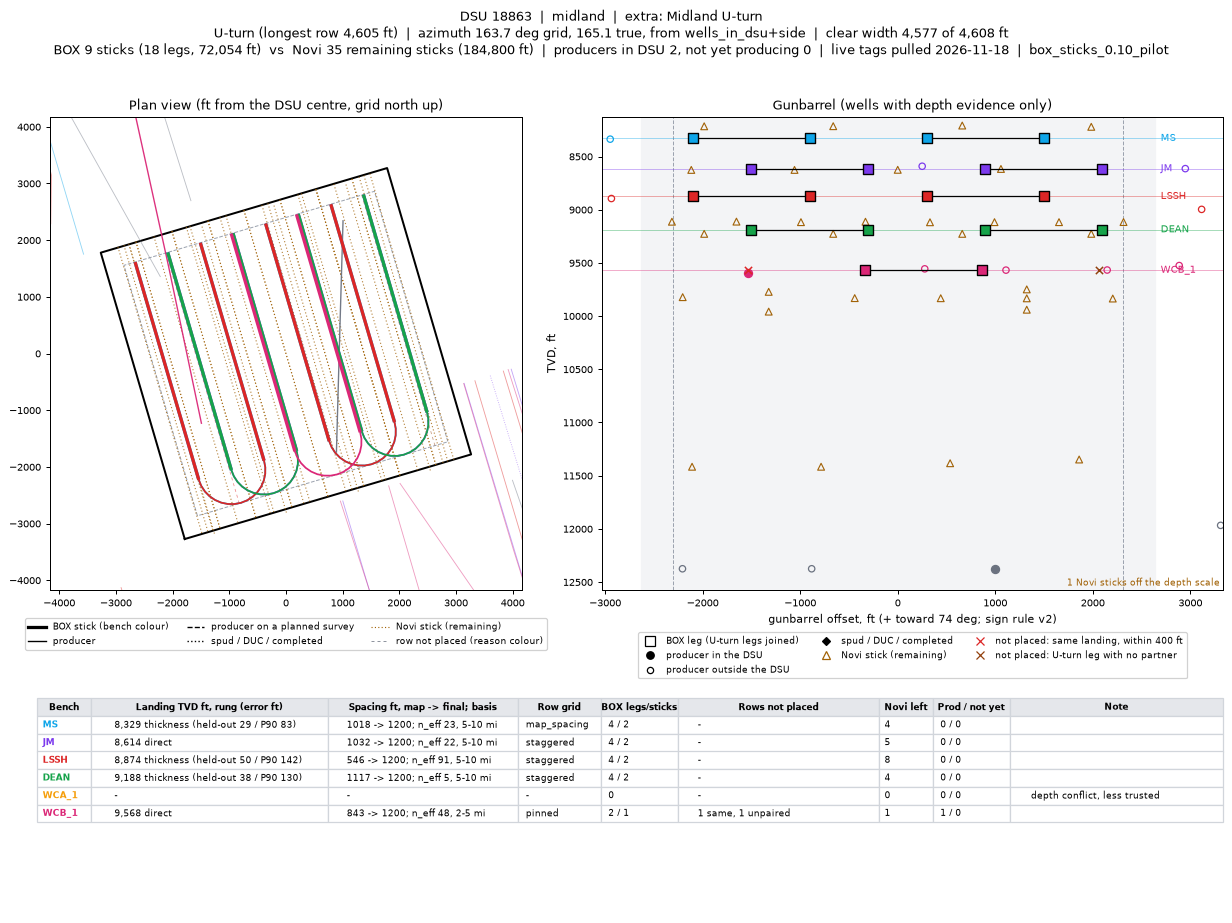 DSU 18863 | midland | extra: Midland U-turn
U-turn (longest row 4,605 ft) | azimuth 163.7 deg grid, 165.1 true, from wells_in_dsu+side | clear width 4,577 of 4,608 ft
BOX 9 sticks (18 legs, 72,054 ft) vs Novi 35 remaining sticks (184,800 ft) | producers in DSU 2, not yet producing 0 | live tags pulled 2026-11-18 | box_sticks_0.10_pilot
Plan view (ft from the DSU centre, grid north up)
4000
3000
2000
1000
0
−1000
−2000
−3000
−4000
−4000 −3000 −2000 −1000 0 1000 2000 3000 4000
BOX stick (bench colour) producer on a planned survey Novi stick (remaining)
producer spud / DUC / completed row not placed (reason colour)
Gunbarrel (wells with depth evidence only)
TVD, ft
8500
9000
9500
10000
10500
11000
11500
12000
12500
MS
JM
LSSH
DEAN
WCB_1
1 Novi sticks off the depth scale
−3000 −2000 −1000 0 1000 2000 3000
gunbarrel offset, ft (+ toward 74 deg; sign rule v2)
BOX leg (U-turn legs joined) spud / DUC / completed not placed: same landing, within 400 ft
producer in the DSU Novi stick (remaining) not placed: U-turn leg with no partner
producer outside the DSU
Bench Landing TVD ft, rung (error ft) Spacing ft, map -> final; basis Row grid BOX legs/sticks Rows not placed Novi left Prod / not yet Note
MS 8,329 thickness (held-out 29 / P90 83) 1018 -> 1200; n_eff 23, 5-10 mi map_spacing 4 / 2 - 4 0 / 0
JM 8,614 direct 1032 -> 1200; n_eff 22, 5-10 mi staggered 4 / 2 - 5 0 / 0
LSSH 8,874 thickness (held-out 50 / P90 142) 546 -> 1200; n_eff 91, 5-10 mi staggered 4 / 2 - 8 0 / 0
DEAN 9,188 thickness (held-out 38 / P90 130) 1117 -> 1200; n_eff 5, 5-10 mi staggered 4 / 2 - 4 0 / 0
WCA_1 - - - 0 - 0 0 / 0 depth conflict, less trusted
WCB_1 9,568 direct 843 -> 1200; n_eff 48, 2-5 mi pinned 2 / 1 1 same, 1 unpaired 1 1 / 0